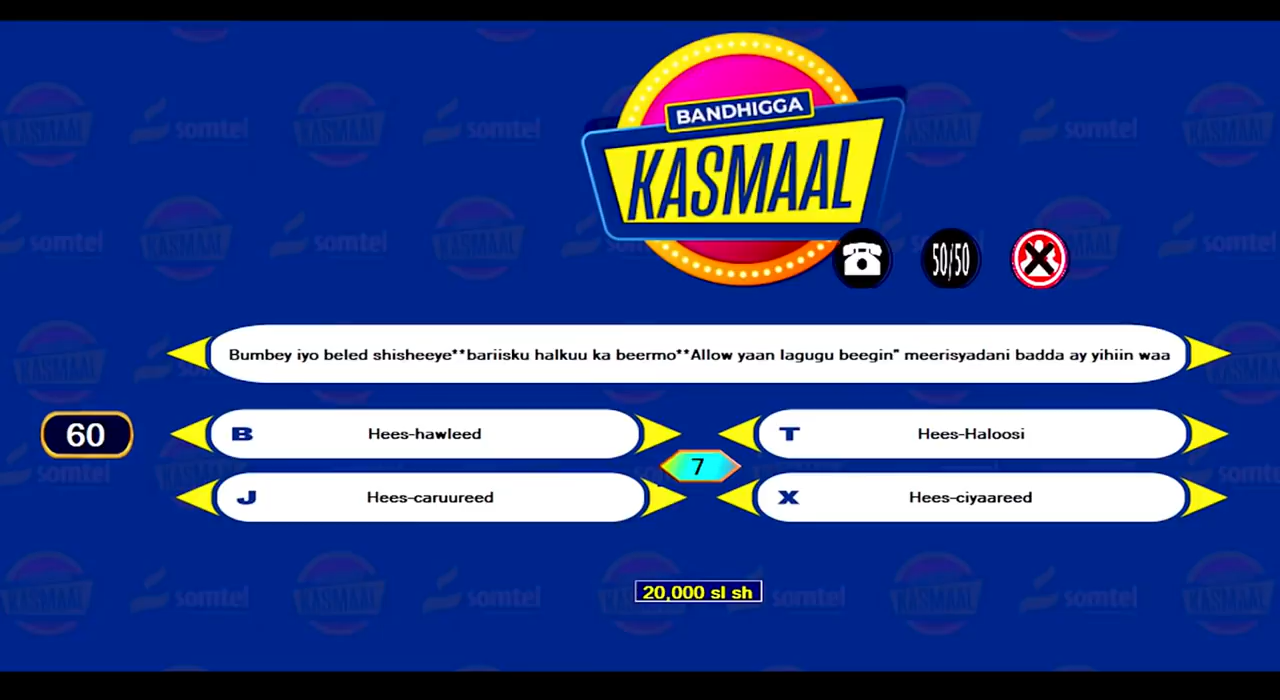 BANDHIGGA
KASMAAL
50/50
Bumbey iyo beled shisheeye**bariisku halkuu ka beermo**Allow yaan lagugu beegin" meerisyadani badda ay yihiin waa
60
B Hees-hawleed
T Hees-Haloosi
7
J Hees-caruureed
X Hees-ciyaareed
20,000 sl sh
somtel